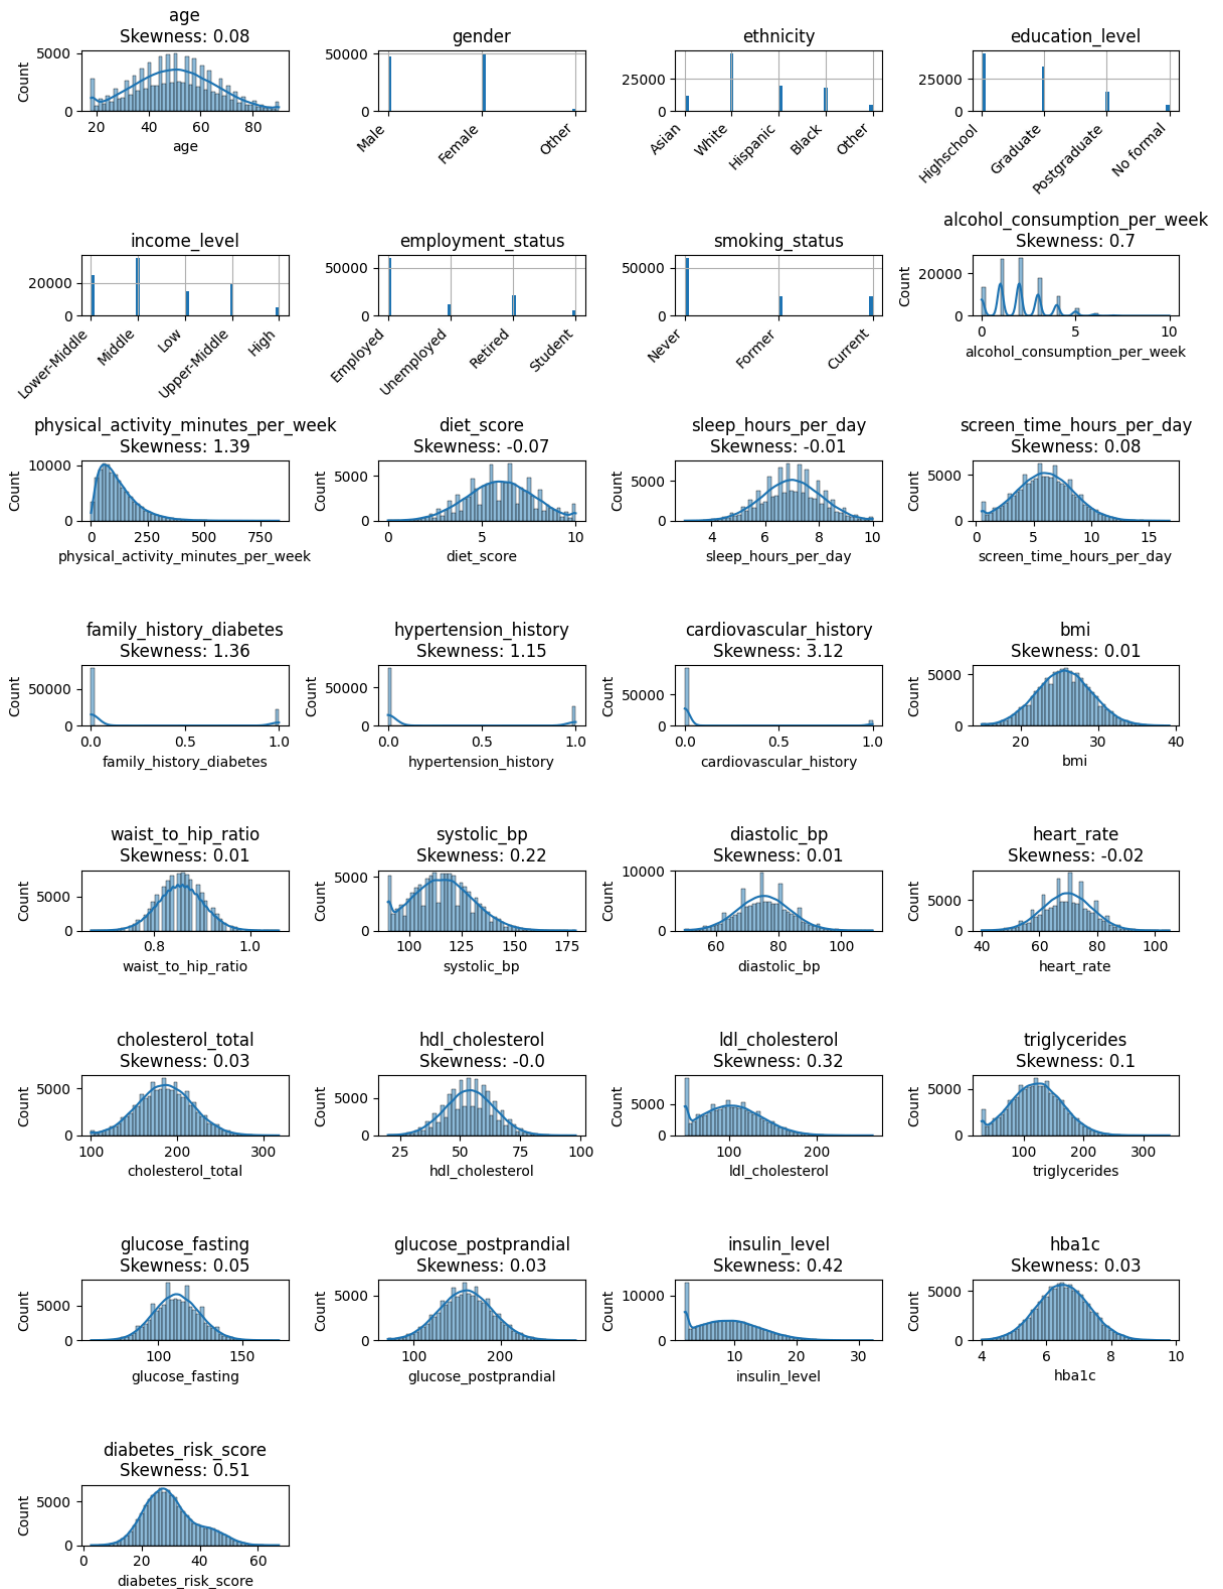 age
Skewness: 0.08
5000
0
Count
20 40 60 80
age
gender
50000
0
Male Female Other
ethnicity
25000
0
Asian White Hispanic Black Other
education_level
25000
0
Highschool Graduate Postgraduate No formal
income_level
20000
0
Lower-Middle Middle Low Upper-Middle High
employment_status
50000
0
Employed Unemployed Retired Student
smoking_status
50000
0
Never Former Current
alcohol_consumption_per_week
Skewness: 0.7
20000
0
Count
0 5 10
alcohol_consumption_per_week
physical_activity_minutes_per_week
Skewness: 1.39
10000
0
Count
0 250 500 750
physical_activity_minutes_per_week
diet_score
Skewness: -0.07
5000
0
Count
0 5 10
diet_score
sleep_hours_per_day
Skewness: -0.01
5000
0
Count
4 6 8 10
sleep_hours_per_day
screen_time_hours_per_day
Skewness: 0.08
5000
0
Count
0 5 10 15
screen_time_hours_per_day
family_history_diabetes
Skewness: 1.36
50000
0
Count
0.0 0.5 1.0
family_history_diabetes
hypertension_history
Skewness: 1.15
50000
0
Count
0.0 0.5 1.0
hypertension_history
cardiovascular_history
Skewness: 3.12
50000
0
Count
0.0 0.5 1.0
cardiovascular_history
bmi
Skewness: 0.01
5000
0
Count
20 30 40
bmi
waist_to_hip_ratio
Skewness: 0.01
5000
0
Count
0.8 1.0
waist_to_hip_ratio
systolic_bp
Skewness: 0.22
5000
0
Count
100 125 150 175
systolic_bp
diastolic_bp
Skewness: 0.01
10000
0
Count
60 80 100
diastolic_bp
heart_rate
Skewness: -0.02
5000
0
Count
40 60 80 100
heart_rate
cholesterol_total
Skewness: 0.03
5000
0
Count
100 200 300
cholesterol_total
hdl_cholesterol
Skewness: -0.0
5000
0
Count
25 50 75 100
hdl_cholesterol
ldl_cholesterol
Skewness: 0.32
5000
0
Count
100 200
ldl_cholesterol
triglycerides
Skewness: 0.1
5000
0
Count
100 200 300
triglycerides
glucose_fasting
Skewness: 0.05
5000
0
Count
100 150
glucose_fasting
glucose_postprandial
Skewness: 0.03
5000
0
Count
100 200
glucose_postprandial
insulin_level
Skewness: 0.42
10000
0
Count
10 20 30
insulin_level
hba1c
Skewness: 0.03
5000
0
Count
4 6 8 10
hba1c
diabetes_risk_score
Skewness: 0.51
5000
0
Count
0 20 40 60
diabetes_risk_score